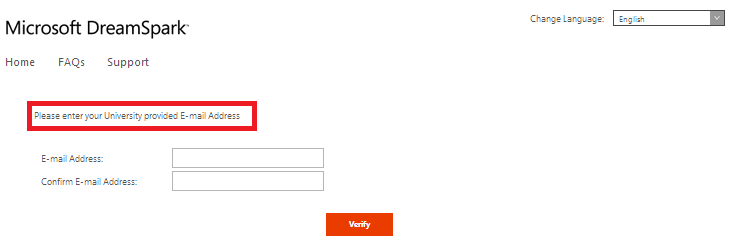 Change Language: English
Microsoft DreamSpark™
Home FAQs Support
Please enter your University provided E-mail Address
E-mail Address:
Confirm E-mail Address:
Verify